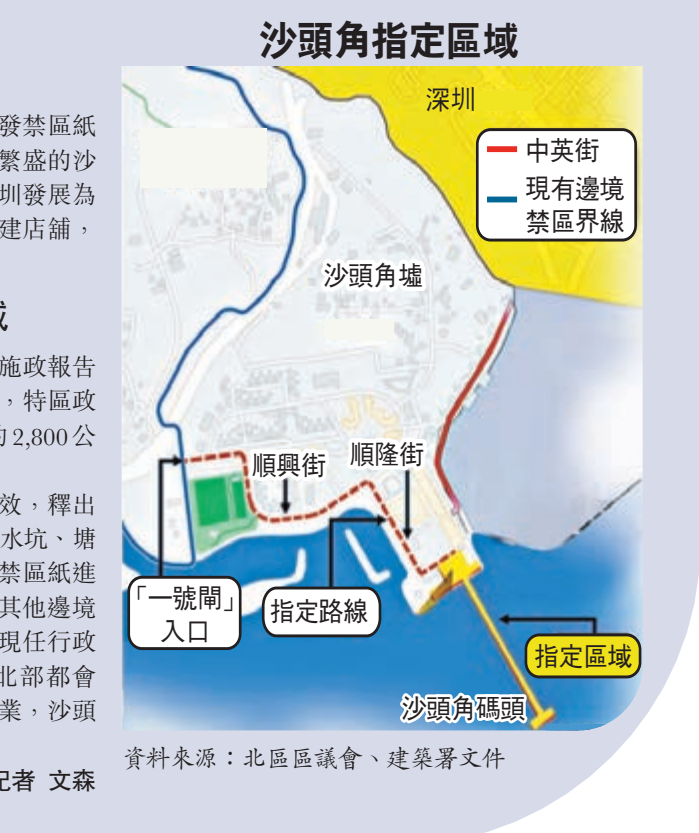 沙頭角指定區域
深圳
中英街
現有邊境
禁區界線
沙頭角墟
順興街
順隆街
「一號閘」
入口
指定路線
指定區域
沙頭角碼頭
資料來源：北區區議會、建築署文件
發禁區紙
繁盛的沙
圳發展為
建店舖，
施政報告
，特區政
2,800公
效，釋出
水坑、塘
禁區紙進
其他邊境
現任行政
北部都會
業，沙頭
記者 文森